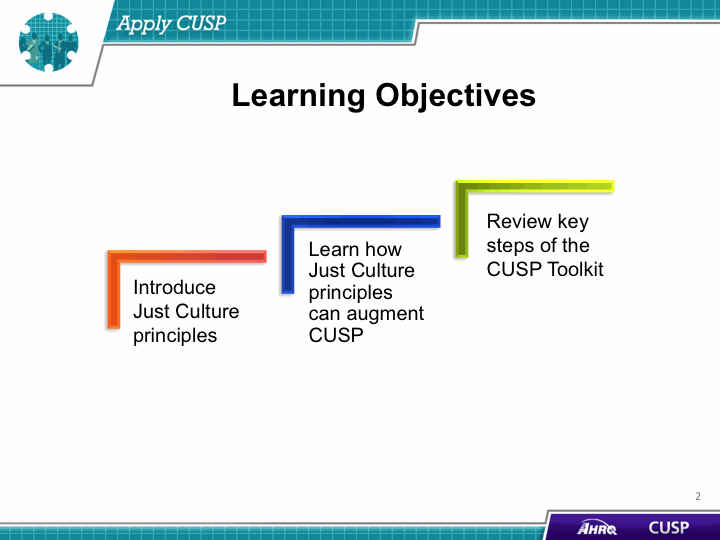 Apply CUSP
Learning Objectives
Introduce
Just Culture
principles
Learn how
Just Culture
principles
can augment
CUSP
Review key
steps of the
CUSP Toolkit
2
AHRQ
CUSP